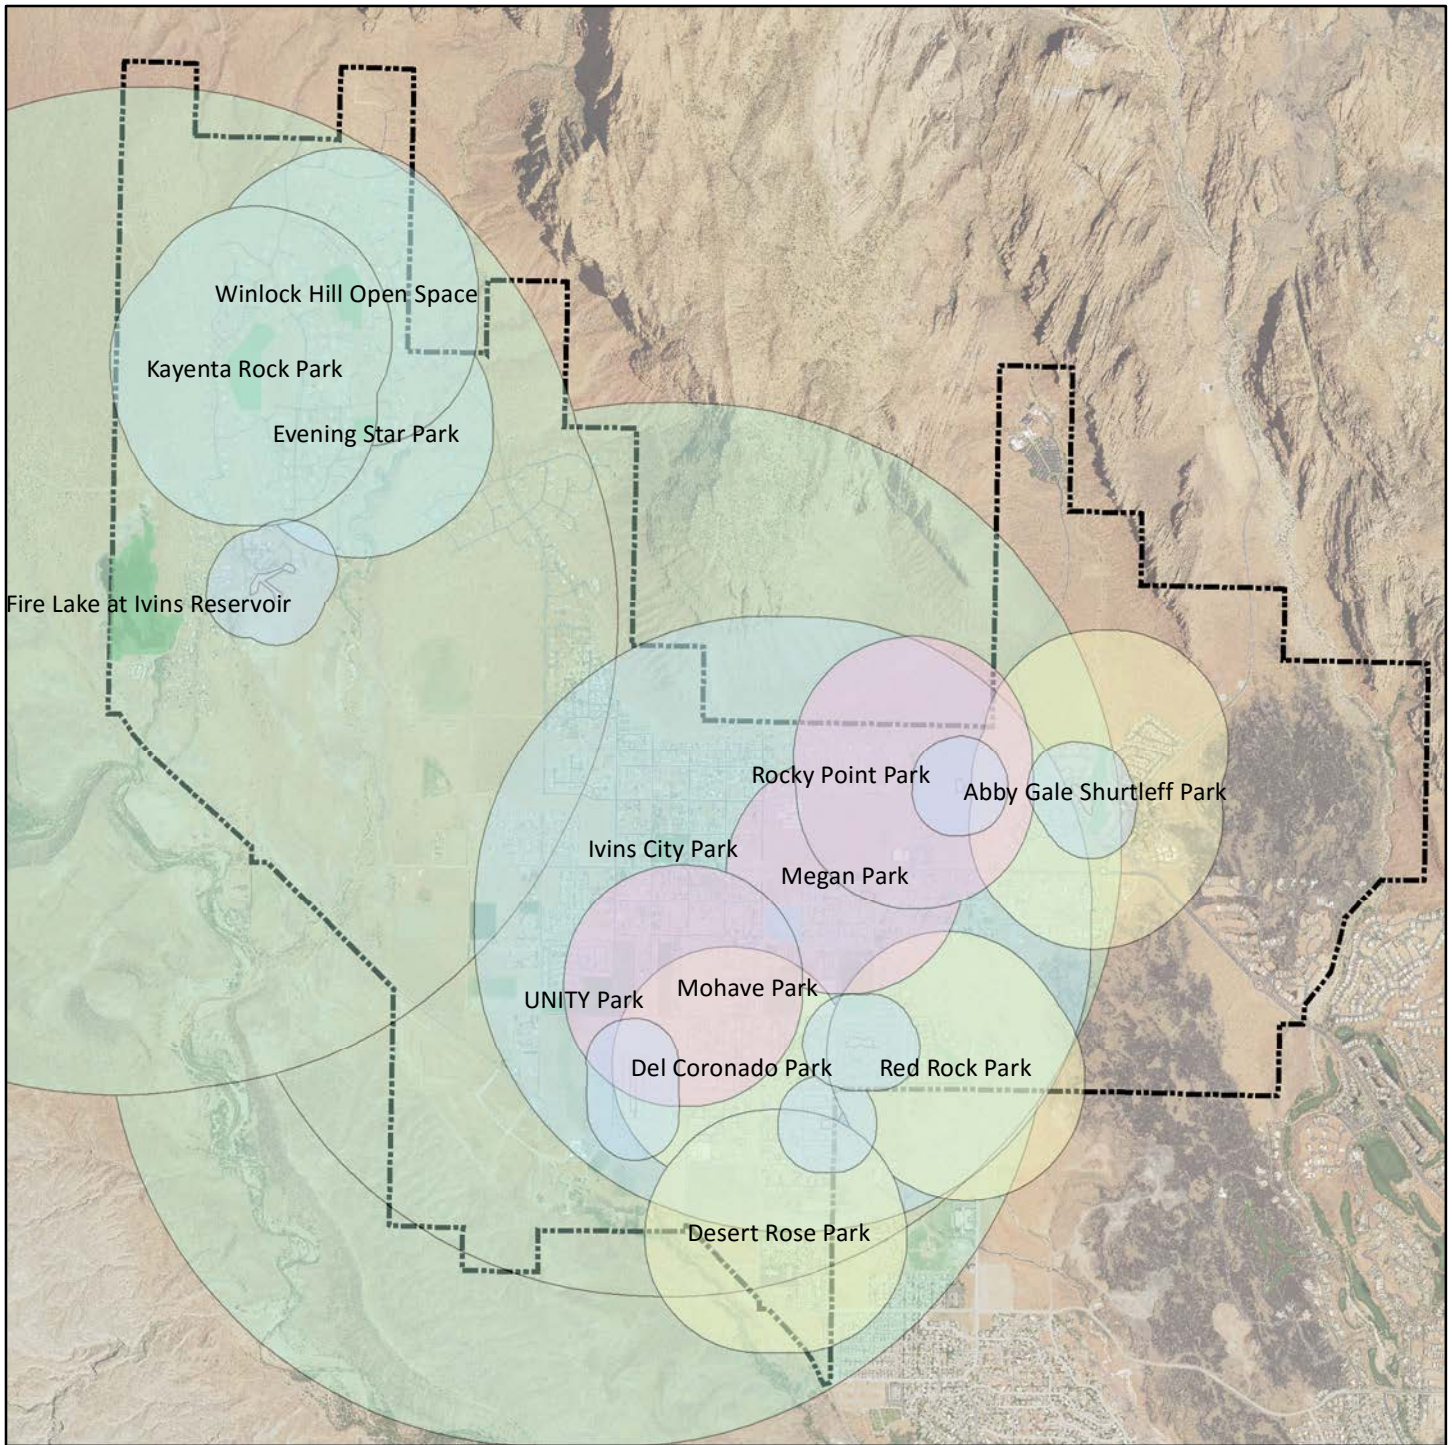 Winlock Hill Open Space
Kayenta Rock Park
Evening Star Park
Fire Lake at Ivins Reservoir
Rocky Point Park
Abby Gale Shurtleff Park
Ivins City Park
Megan Park
Mohave Park
UNITY Park
Del Coronado Park
Red Rock Park
Desert Rose Park